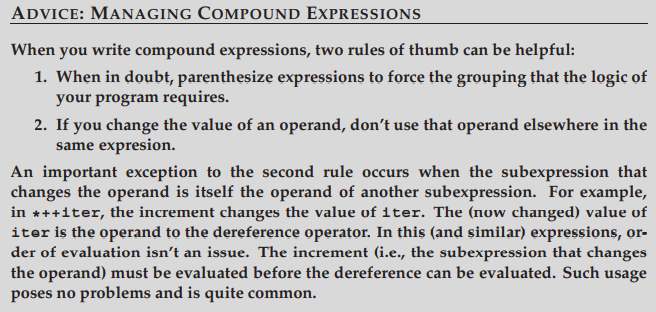 ADVICE: MANAGING COMPOUND EXPRESSIONS
When you write compound expressions, two rules of thumb can be helpful:
1. When in doubt, parenthesize expressions to force the grouping that the logic of
your program requires.
2. If you change the value of an operand, don't use that operand elsewhere in the
same expresion.
An important exception to the second rule occurs when the subexpression that
changes the operand is itself the operand of another subexpression. For example,
in *++iter, the increment changes the value of iter. The (now changed) value of
iter is the operand to the dereference operator. In this (and similar) expressions, or-
der of evaluation isn't an issue. The increment (i.e., the subexpression that changes
the operand) must be evaluated before the dereference can be evaluated. Such usage
poses no problems and is quite common.